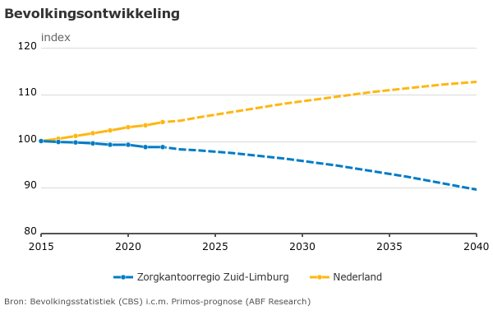 Bevolkingsontwikkeling
index
120
110
100
90
80
2015
2020
2025
2030
2035
2040
Zorgkantoorregio Zuid-Limburg
Nederland
Bron: Bevolkingsstatistiek (CBS) i.c.m. Primos-prognose (ABF Research)